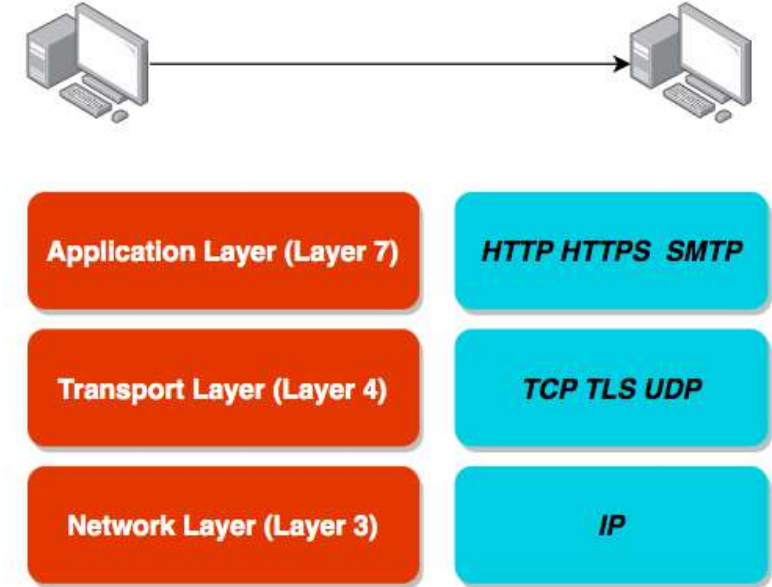 Application Layer (Layer 7)
HTTP HTTPS SMTP
Transport Layer (Layer 4)
TCP TLS UDP
Network Layer (Layer 3)
IP